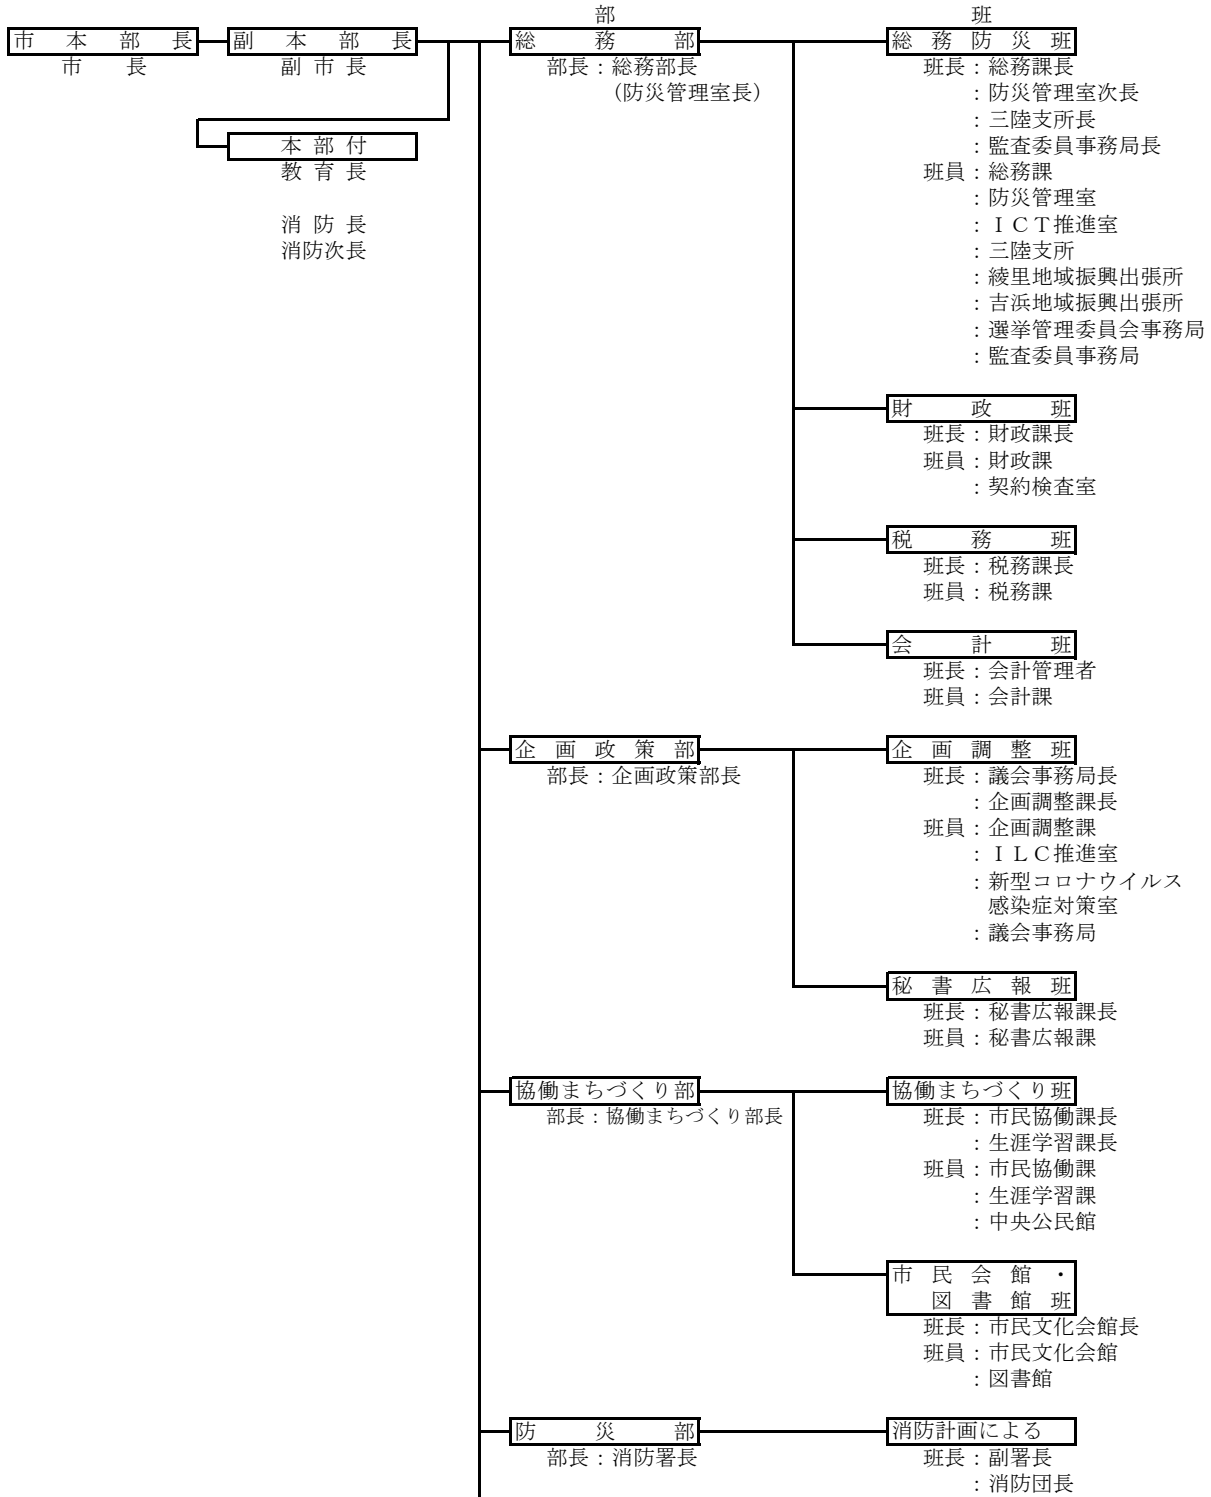 部
班
市本部長
市長
副本部長
副市長
本部付
教育長
消防長
消防次長
総務部
部長：総務部長
（防災管理室長）
総務防災班
班長：総務課長
：防災管理室次長
：三陸支所長
：監査委員事務局長
班員：総務課
：防災管理室
：ＩＣＴ推進室
：三陸支所
：綾里地域振興出張所
：吉浜地域振興出張所
：選挙管理委員会事務局
：監査委員事務局
財政班
班長：財政課長
班員：財政課
：契約検査室
税務班
班長：税務課長
班員：税務課
会計班
班長：会計管理者
班員：会計課
企画政策部
部長：企画政策部長
企画調整班
班長：議会事務局長
：企画調整課長
班員：企画調整課
：ＩＬＣ推進室
：新型コロナウイルス
感染症対策室
：議会事務局
秘書広報班
班長：秘書広報課長
班員：秘書広報課
協働まちづくり部
部長：協働まちづくり部長
協働まちづくり班
班長：市民協働課長
：生涯学習課長
班員：市民協働課
：生涯学習課
：中央公民館
市民会館・
図書館班
班長：市民文化会館長
班員：市民文化会館
：図書館
防災部
部長：消防署長
消防計画による
班長：副署長
：消防団長